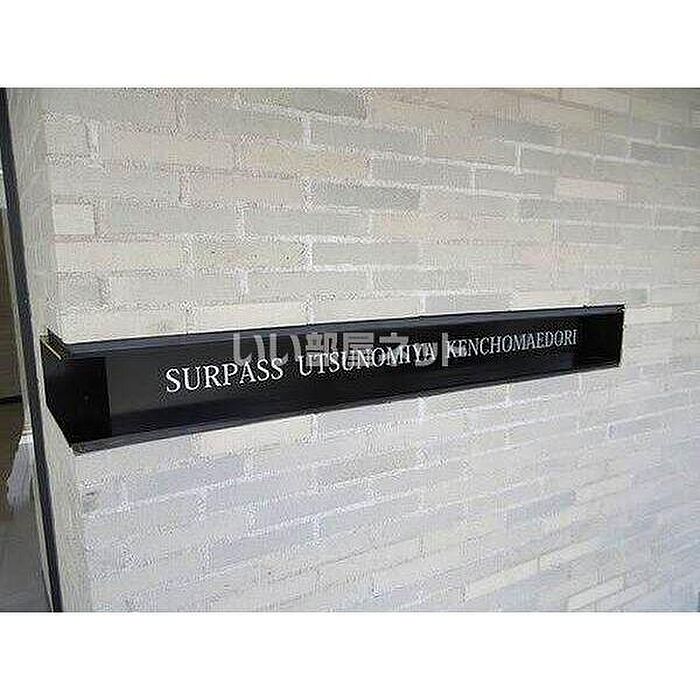 SURPASS UTSUNOMIYA KENCHOMAEDORI
いい部屋ネット